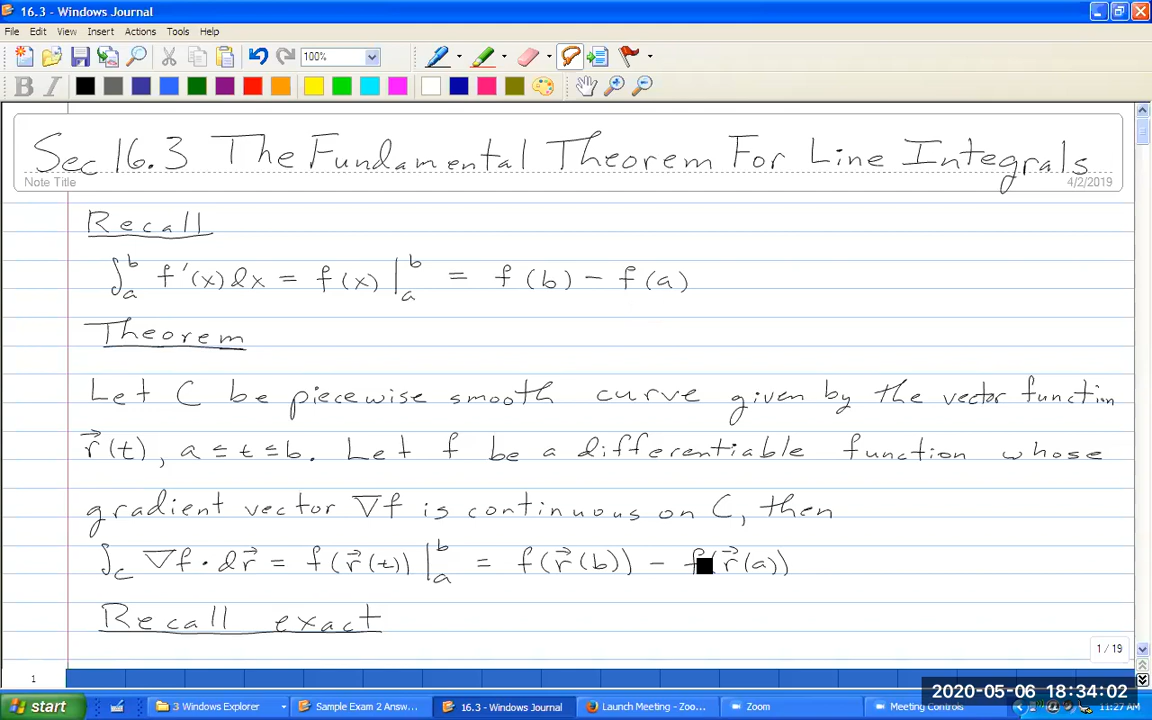 16.3 - Windows Journal
File Edit View Insert Actions Tools Help
100%
Sec 16.3 The Fundamental Theorem For Line Integrals
Note Title
4/2/2019
Recall
∫_a^b f'(x)dx = f(x) |_a^b = f(b) - f(a)
Theorem
Let C be piecewise smooth curve given by the vector function
r⃗(t), a ≤ t ≤ b. Let f be a differentiable function whose
gradient vector ∇f is continuous on C, then
∫_C ∇f · dr⃗ = f(r⃗(t)) |_a^b = f(r⃗(b)) - f(r⃗(a))
Recall exact
1 / 19
1
start
3 Windows Explorer
Sample Exam 2 Answ...
16.3 - Windows Journal
Launch Meeting - Zoo...
Zoom
Meeting Controls
2020-05-06 18:34:02
11:27 AM